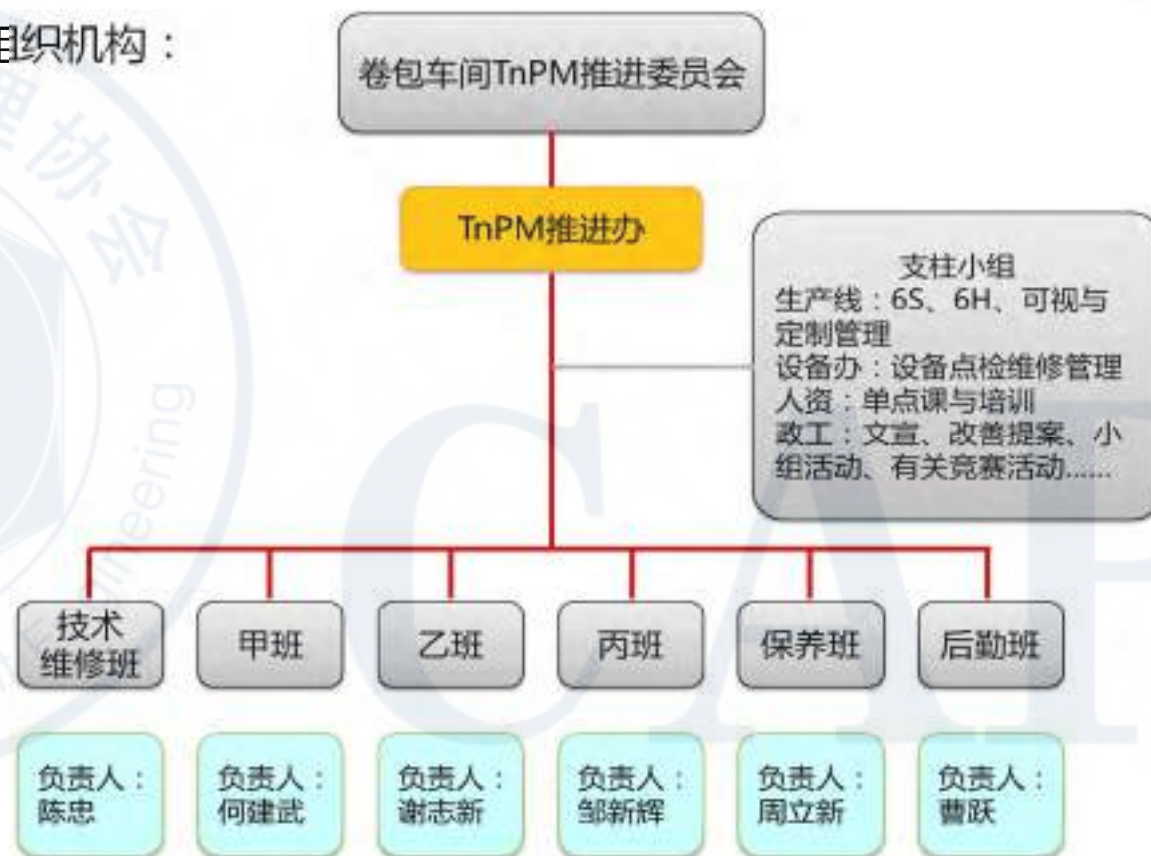 组织机构：
卷包车间TnPM推进委员会
TnPM推进办
支柱小组
生产线：6S、6H、可视与
定制管理
设备办：设备点检维修管理
人资：单点课与培训
政工：文宣、改善提案、小
组活动、有关竞赛活动……
技术
维修班
甲班
乙班
丙班
保养班
后勤班
负责人：
陈忠
负责人：
何建武
负责人：
谢志新
负责人：
邹新辉
负责人：
周立新
负责人：
曹跃
理协会
ineering
CAP